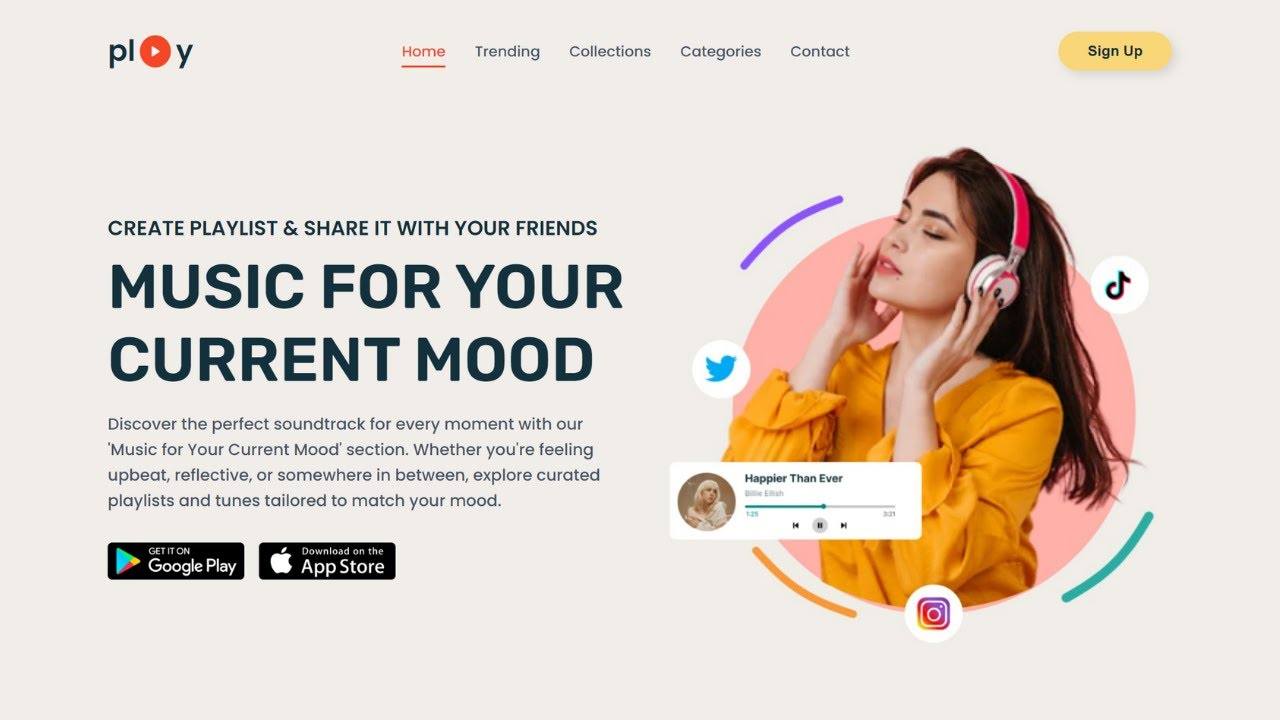 play
Home Trending Collections Categories Contact
Sign Up
CREATE PLAYLIST & SHARE IT WITH YOUR FRIENDS
MUSIC FOR YOUR
CURRENT MOOD
Discover the perfect soundtrack for every moment with our
'Music for Your Current Mood' section. Whether you're feeling
upbeat, reflective, or somewhere in between, explore curated
playlists and tunes tailored to match your mood.
GET IT ON
Google Play
Download on the
App Store
Happier Than Ever
Billie Eilish
1:25 3:21